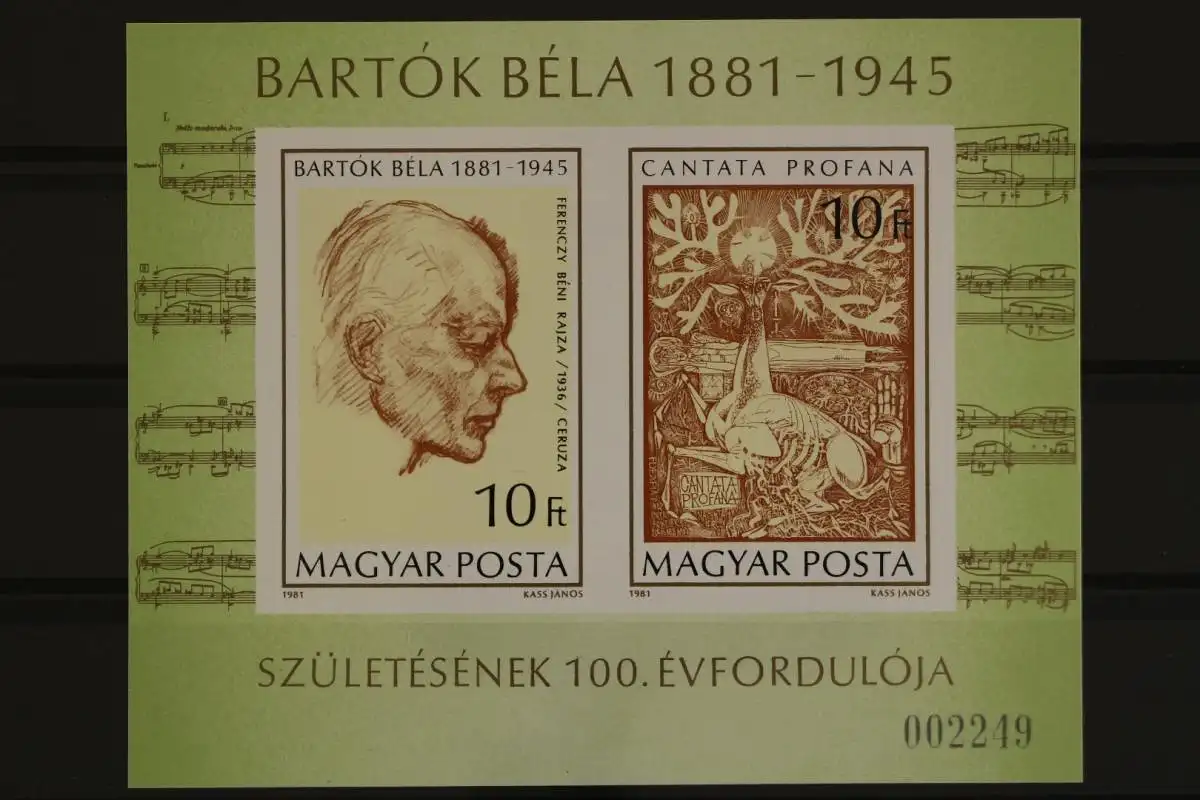 BARTÓK BÉLA 1881-1945
I.
BARTÓK BÉLA 1881-1945
FERENCZY BÉNI RAJZA /1936/ CERUZA
10 Ft
MAGYAR POSTA
1981 KASS JÁNOS
CANTATA PROFANA
10 Ft
CANTATA
PROFANA
MAGYAR POSTA
1981 KASS JÁNOS
SZÜLETÉSÉNEK 100. ÉVFORDULÓJA
002249